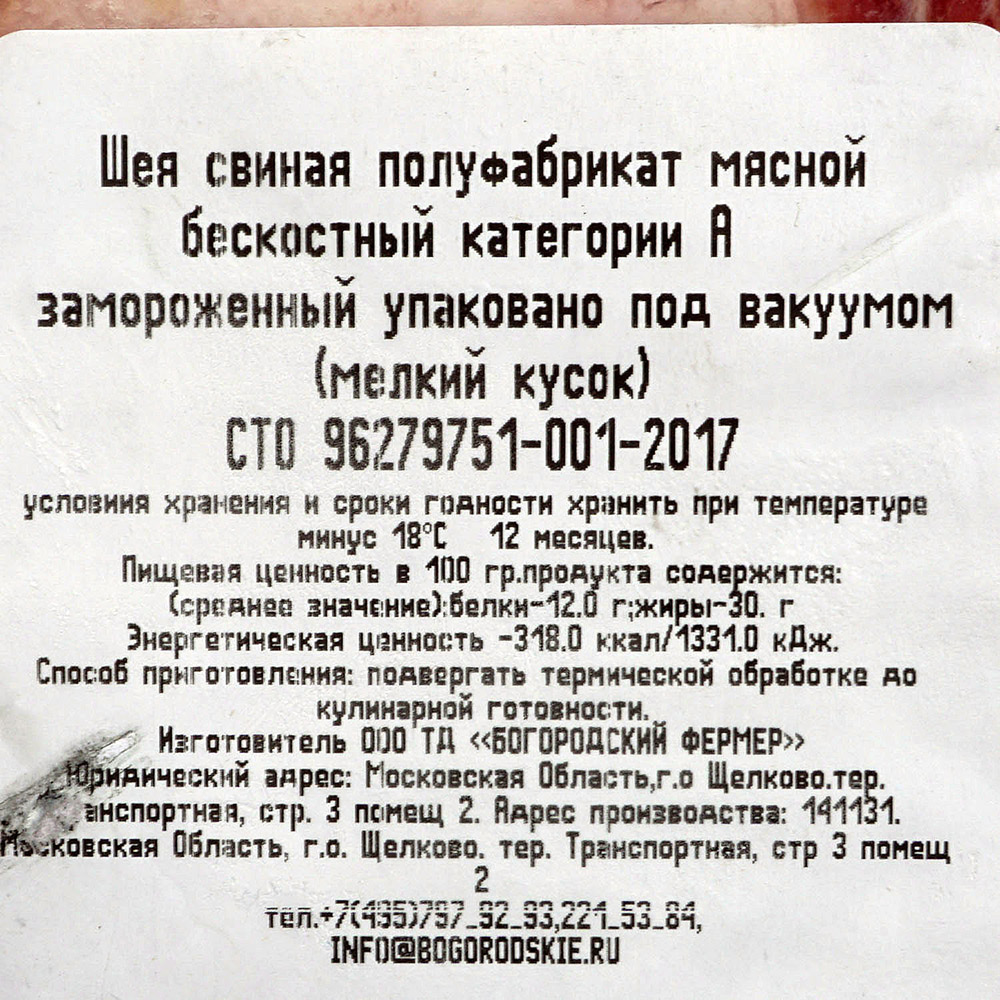 Шея свиная полуфабрикат мясной
бескостный категории А
замороженный упаковано под вакуумом
(мелкий кусок)
СТО 96279751-001-2017
условиия хранения и сроки годности хранить при температуре
минус 18°С 12 месяцев.
Пищевая ценность в 100 гр.продукта содержится:
(среднее значение):белки-12.0 г;жиры-30. г
Энергетическая ценность -318.0 ккал/1331.0 кДж.
Способ приготовления: подвергать термической обработке до
кулинарной готовности.
Изготовитель ООО ТД «БОГОРОДСКИЙ ФЕРМЕР»
Юридический адрес: Московская Область,г.о Щелково.тер.
анспортная, стр. 3 помещ 2. Адрес производства: 141131.
Московская Область, г.о. Щелково. тер. Транспортная, стр 3 помещ
2
тел.+7(495)797_92_93,221_53_84,
INFO@BOGORODSKIE.RU